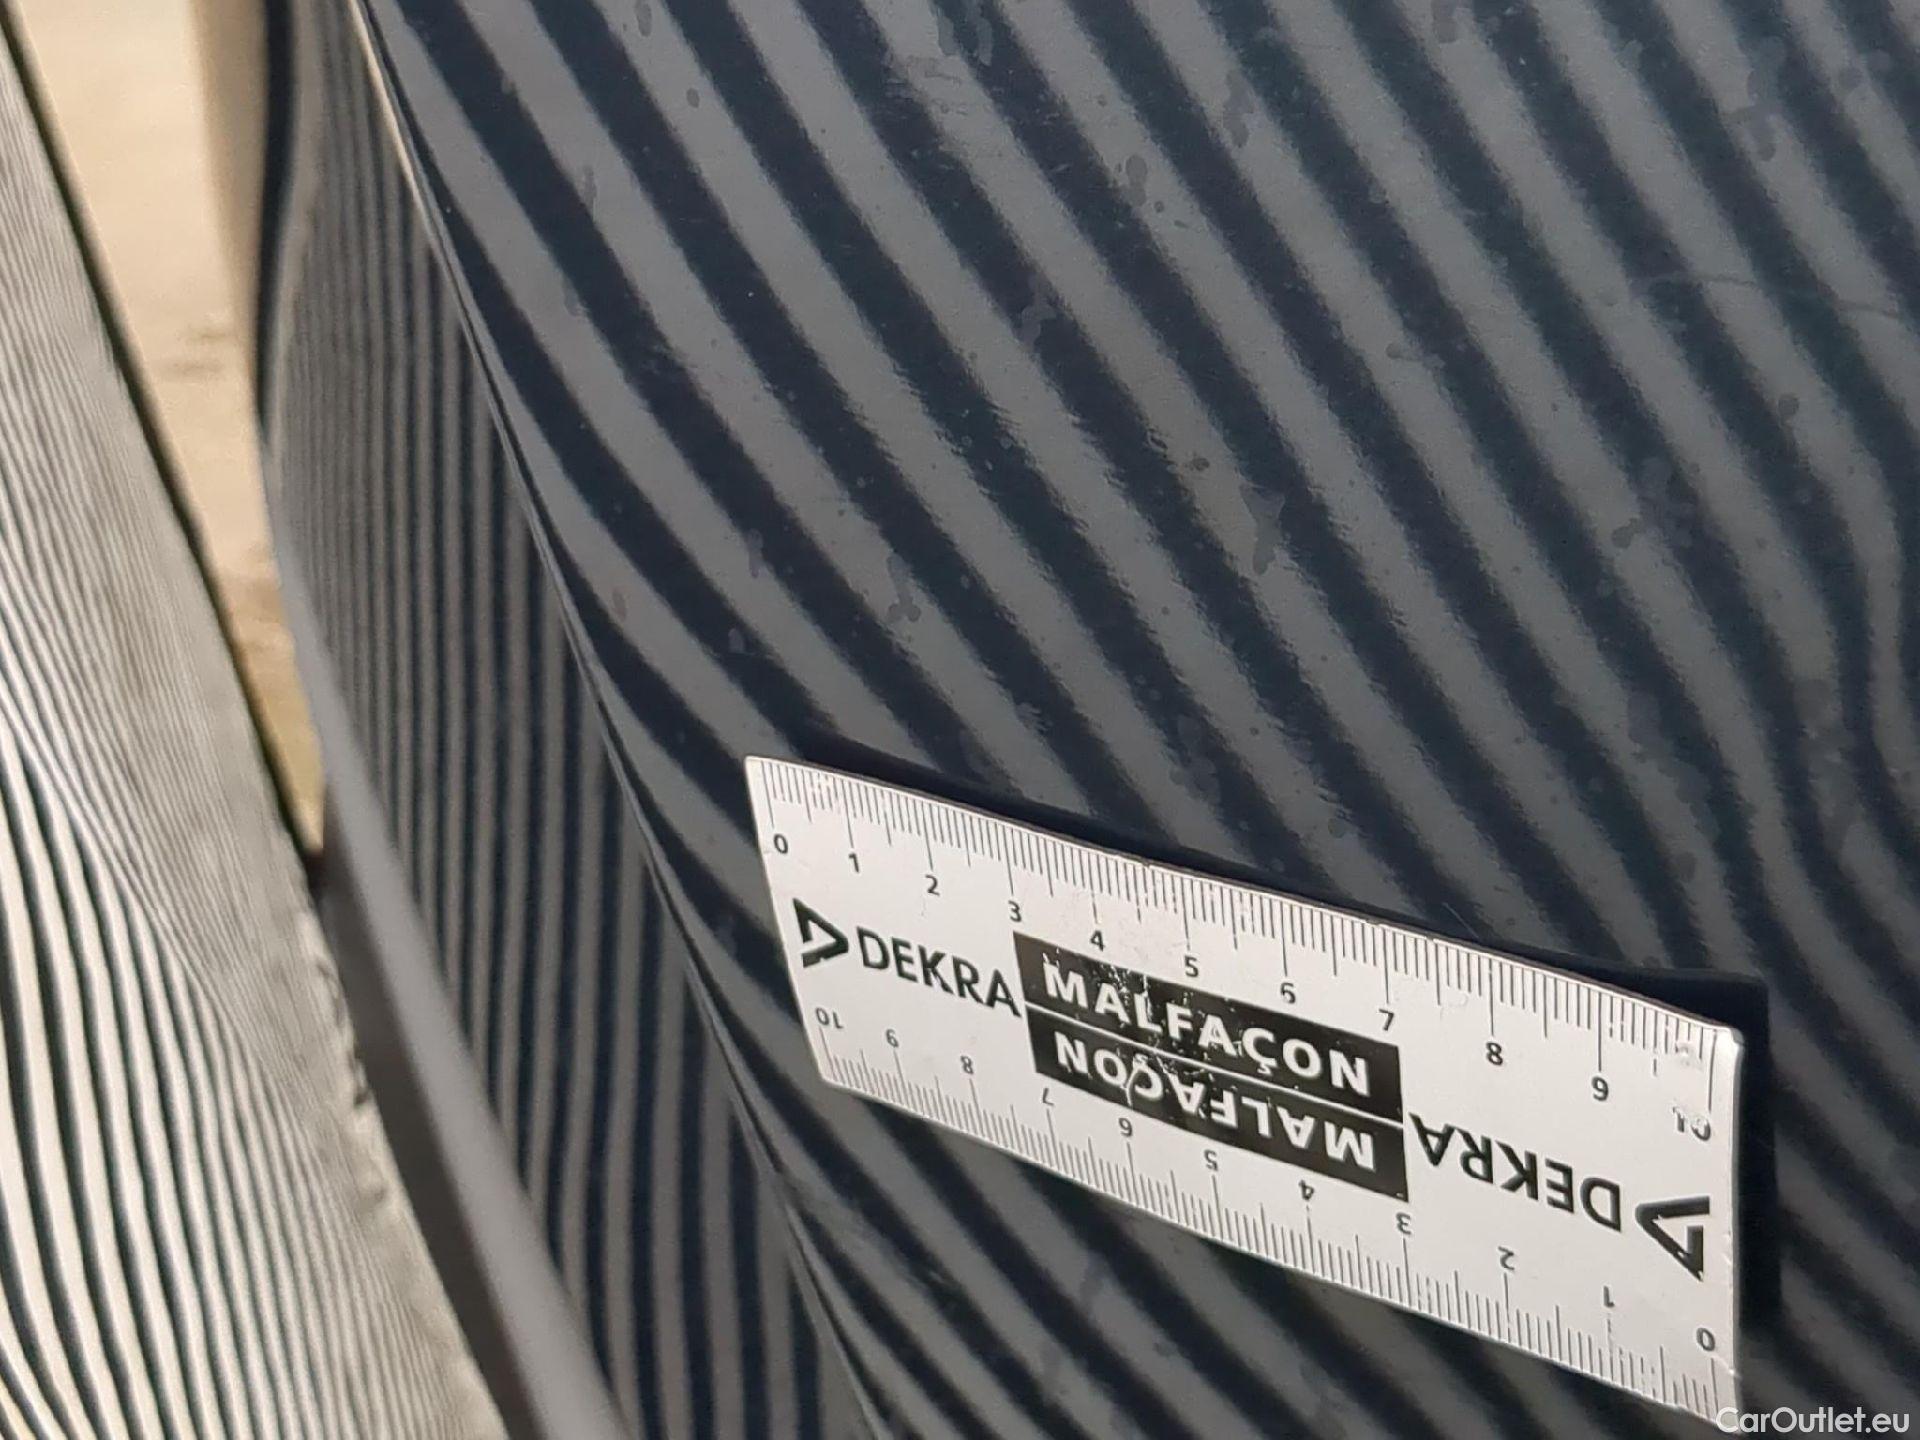 0 1 2 3 4 5 6 7 8 9 10
DEKRA MALFAÇON
MALFAÇON DEKRA
10 9 8 7 6 5 4 3 2 1 0
CarOutlet.eu